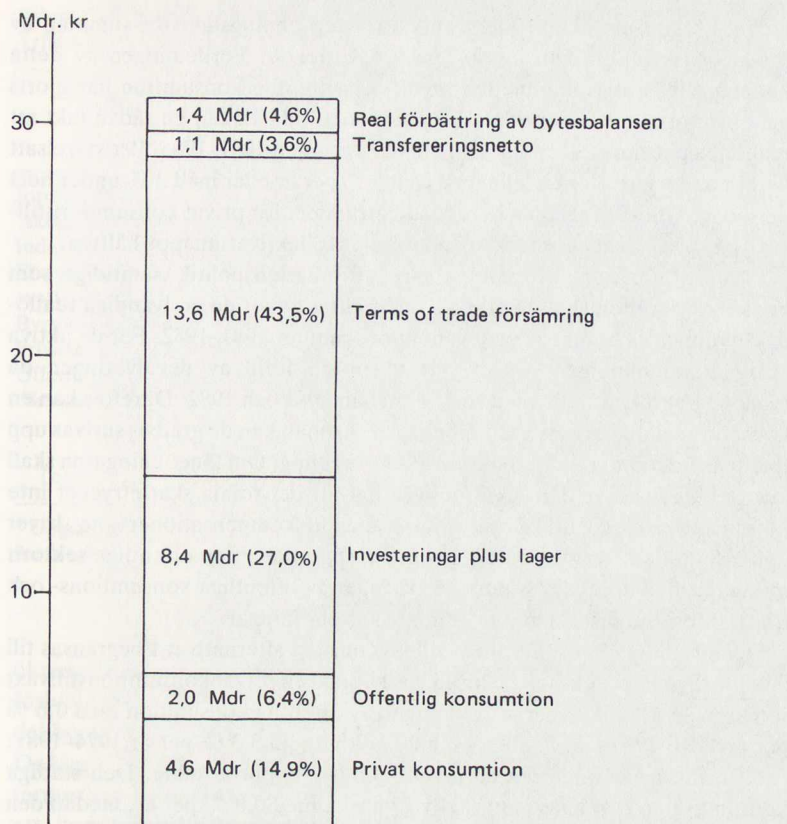 Mdr. kr
30
1,4 Mdr (4,6%) Real förbättring av bytesbalansen
1,1 Mdr (3,6%) Transfereringsnetto
13,6 Mdr (43,5%) Terms of trade försämring
20
8,4 Mdr (27,0%) Investeringar plus lager
10
2,0 Mdr (6,4%) Offentlig konsumtion
4,6 Mdr (14,9%) Privat konsumtion